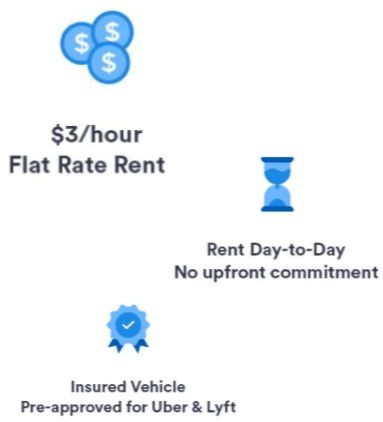 $ $ $
$3/hour
Flat Rate Rent
Rent Day-to-Day
No upfront commitment
Insured Vehicle
Pre-approved for Uber & Lyft